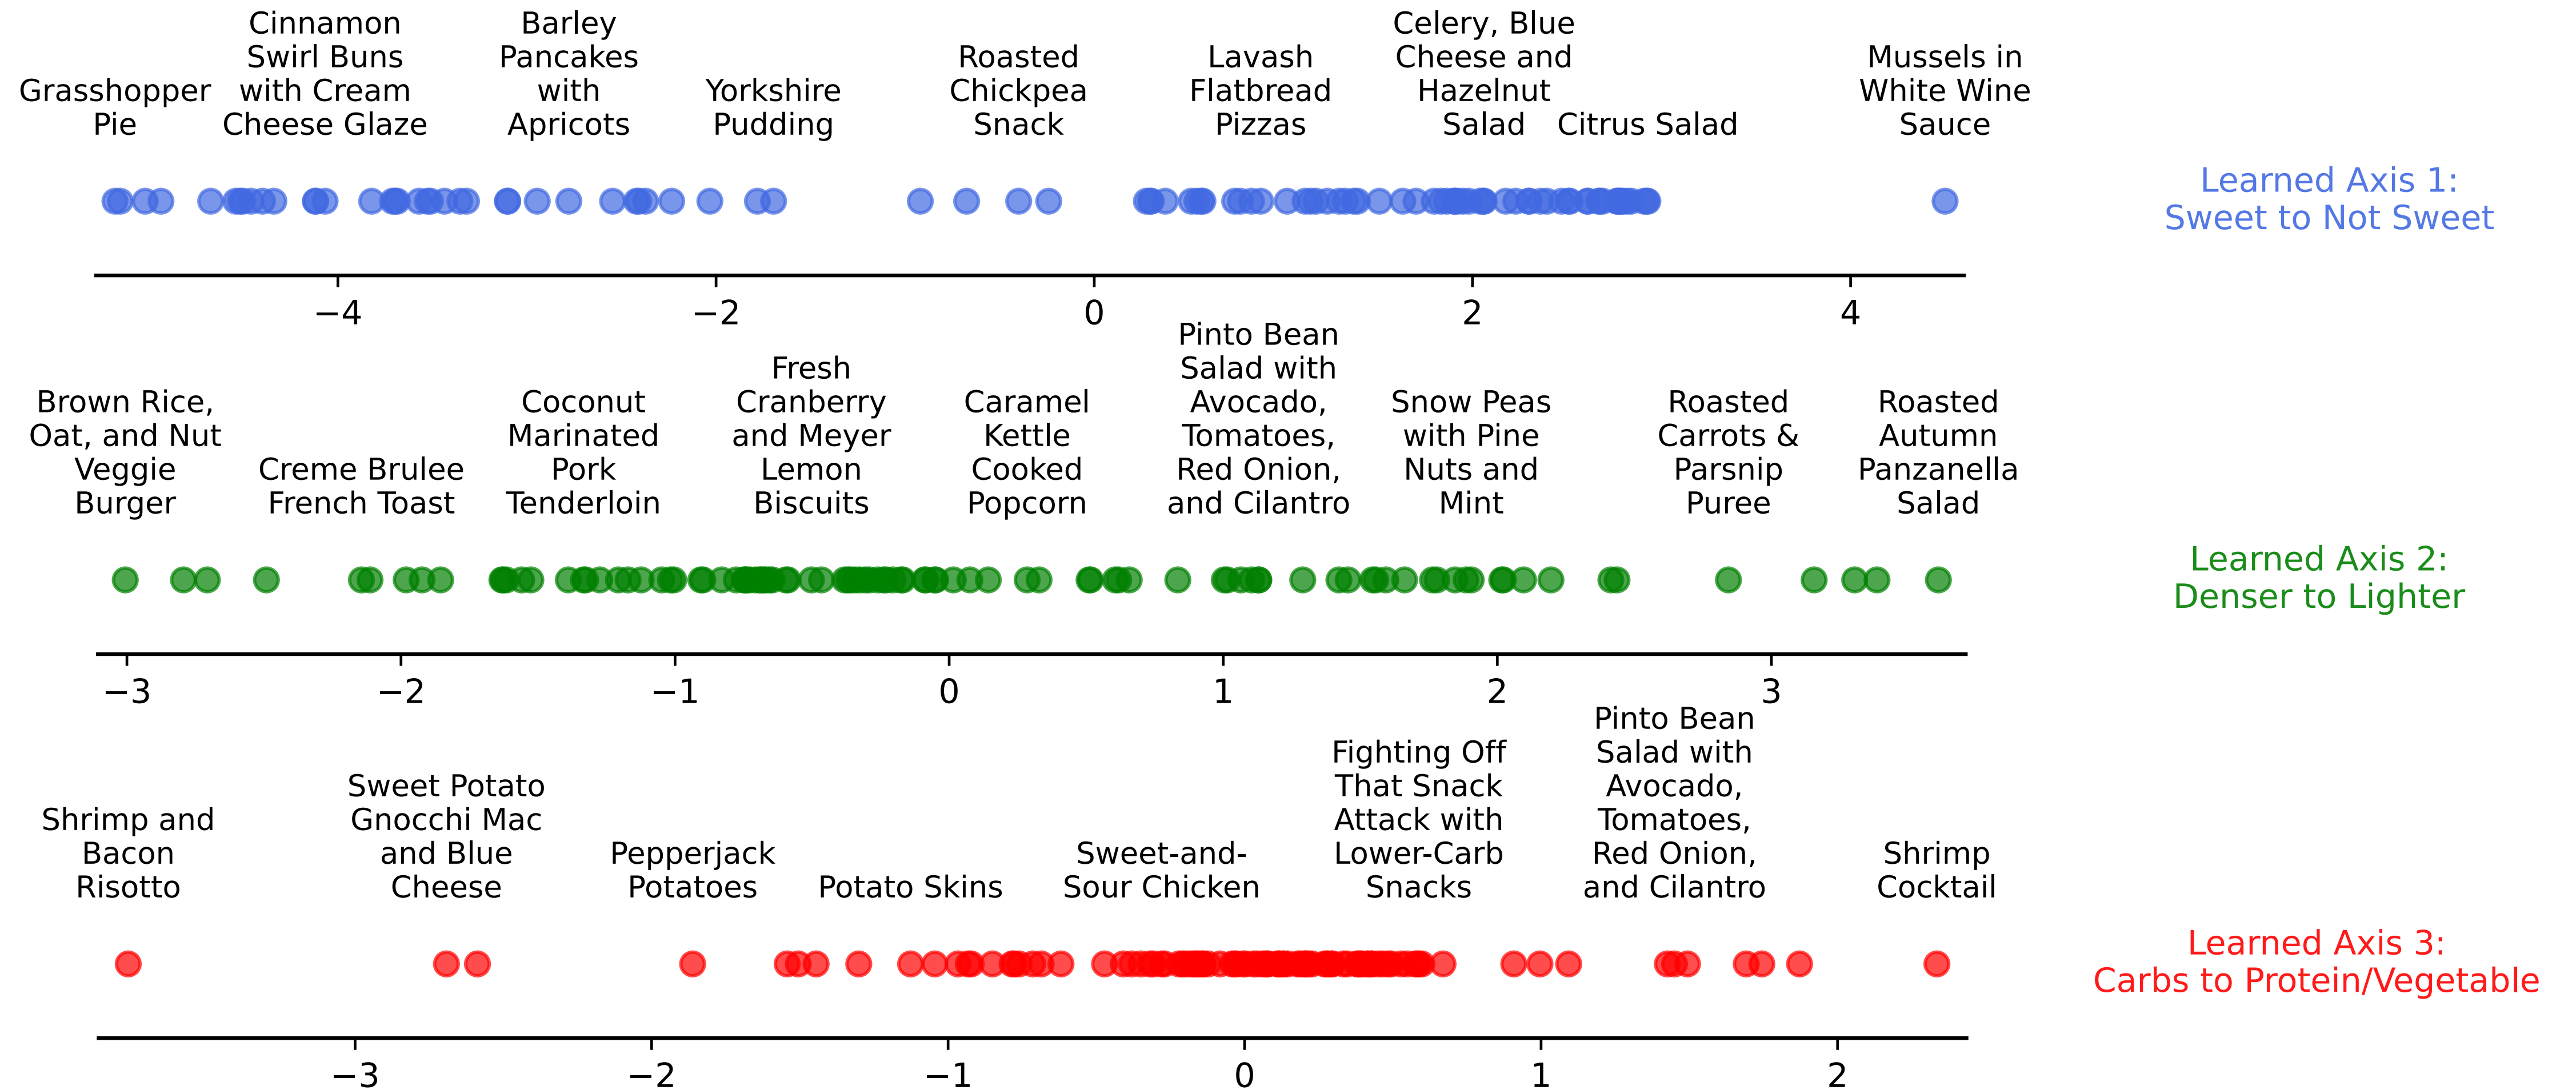 Grasshopper
Pie
Cinnamon
Swirl Buns
with Cream
Cheese Glaze
Barley
Pancakes
with
Apricots
Yorkshire
Pudding
Roasted
Chickpea
Snack
Lavash
Flatbread
Pizzas
Celery, Blue
Cheese and
Hazelnut
Salad
Citrus Salad
Mussels in
White Wine
Sauce
Learned Axis 1:
Sweet to Not Sweet
−4
−2
0
2
4
Brown Rice,
Oat, and Nut
Veggie
Burger
Creme Brulee
French Toast
Coconut
Marinated
Pork
Tenderloin
Fresh
Cranberry
and Meyer
Lemon
Biscuits
Caramel
Kettle
Cooked
Popcorn
Pinto Bean
Salad with
Avocado,
Tomatoes,
Red Onion,
and Cilantro
Snow Peas
with Pine
Nuts and
Mint
Roasted
Carrots &
Parsnip
Puree
Roasted
Autumn
Panzanella
Salad
Learned Axis 2:
Denser to Lighter
−3
−2
−1
0
1
2
3
Shrimp and
Bacon
Risotto
Sweet Potato
Gnocchi Mac
and Blue
Cheese
Pepperjack
Potatoes
Potato Skins
Sweet-and-
Sour Chicken
Fighting Off
That Snack
Attack with
Lower-Carb
Snacks
Pinto Bean
Salad with
Avocado,
Tomatoes,
Red Onion,
and Cilantro
Shrimp
Cocktail
Learned Axis 3:
Carbs to Protein/Vegetable
−3
−2
−1
0
1
2